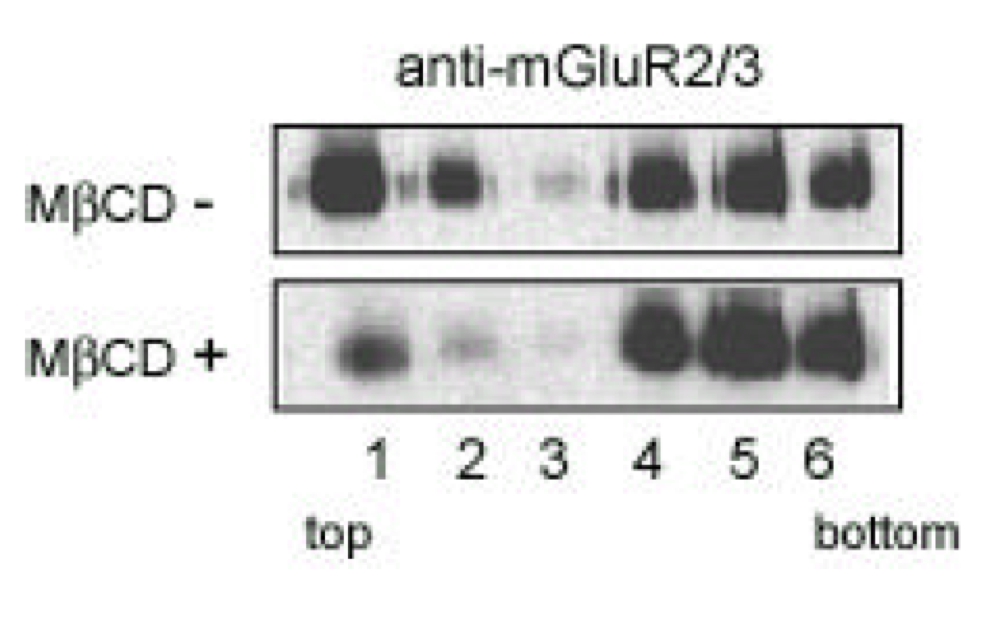 anti-mGluR2/3
MβCD -
MβCD +
1 2 3 4 5 6
top bottom